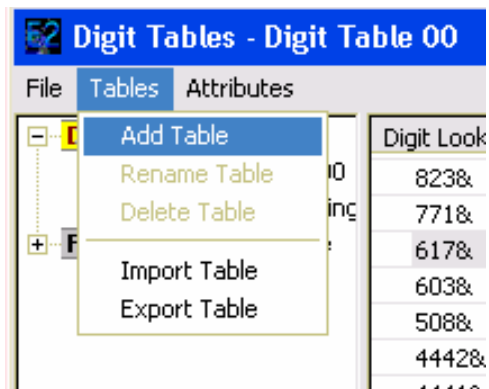 Digit Tables - Digit Table 00
File Tables Attributes
Add Table
Rename Table
Delete Table
Import Table
Export Table
Digit Look
823&
771&
617&
603&
508&
4442&